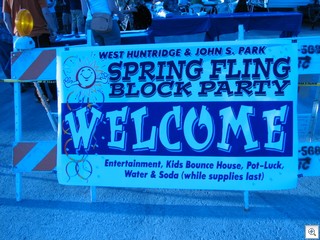 WEST HUNTRIDGE & JOHN S. PARK
SPRING FLING
BLOCK PARTY
WELCOME
Entertainment, Kids Bounce House, Pot-Luck,
Water & Soda (while supplies last)